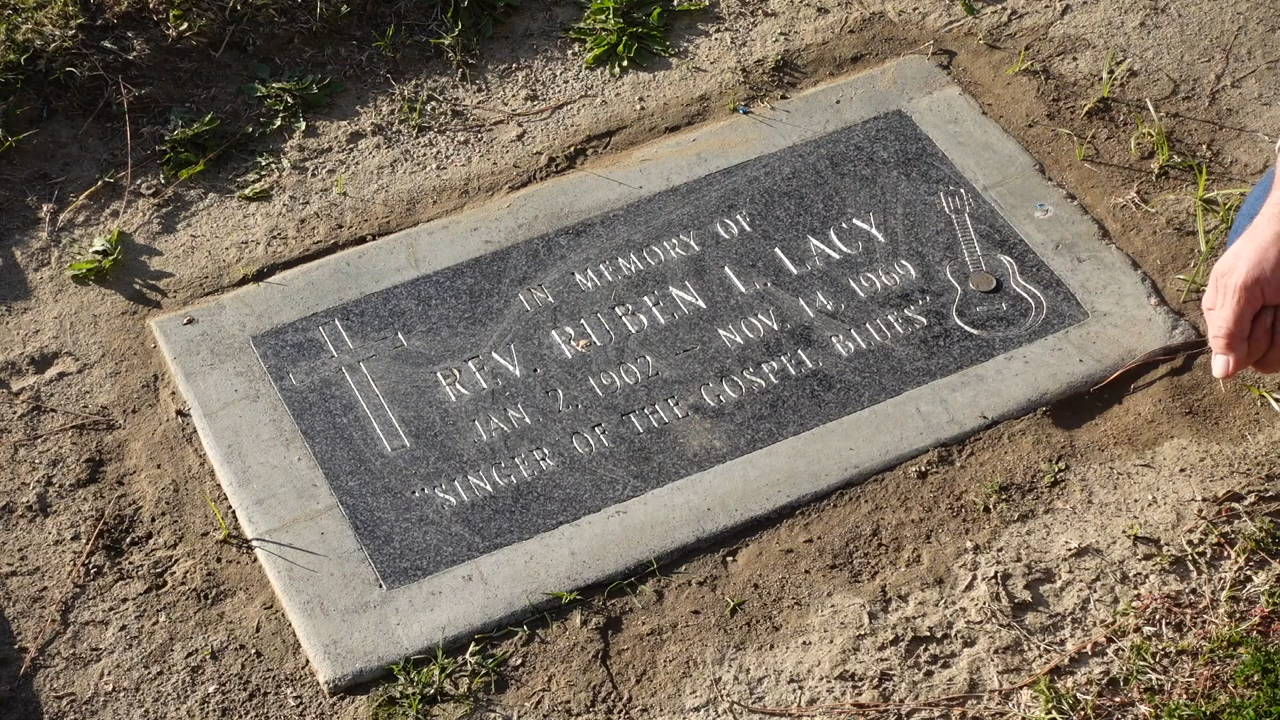 IN MEMORY OF
REV. RUBEN L. LACY
JAN. 2, 1902 — NOV. 14, 1969
"SINGER OF THE GOSPEL BLUES"